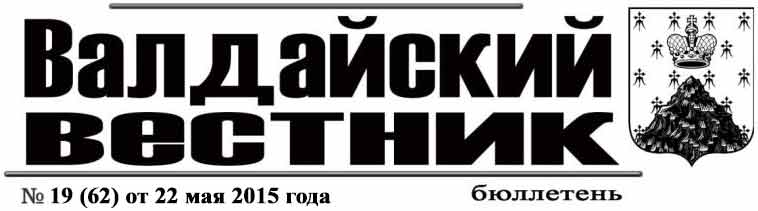 Валдайский
вестник
№ 19 (62) от 22 мая 2015 года
бюллетень